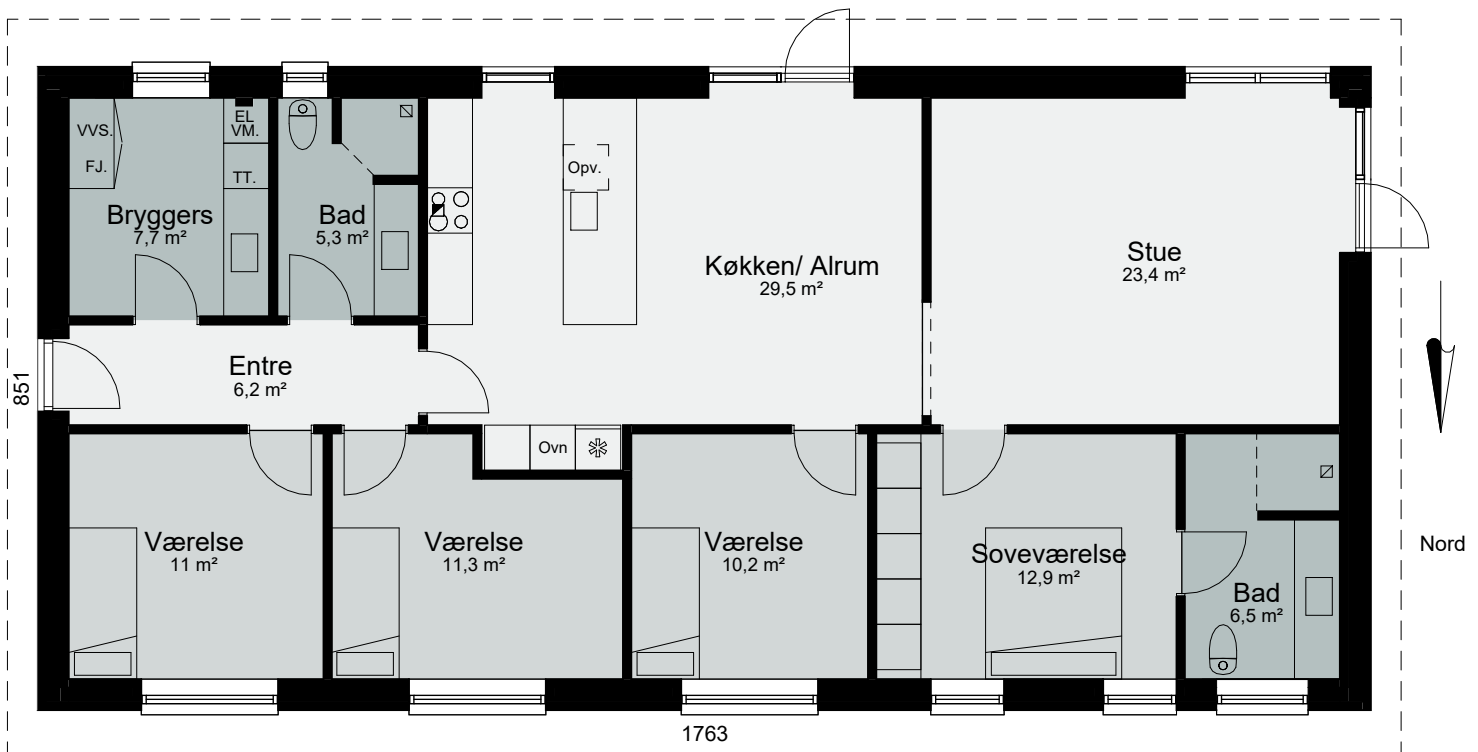 VVS.
FJ.
EL
VM.
TT.
Bryggers
7,7 m²
Bad
5,3 m²
Opv.
Køkken/ Alrum
29,5 m²
Stue
23,4 m²
Entre
6,2 m²
851
Ovn
Værelse
11 m²
Værelse
11,3 m²
Værelse
10,2 m²
Soveværelse
12,9 m²
Bad
6,5 m²
Nord
1763